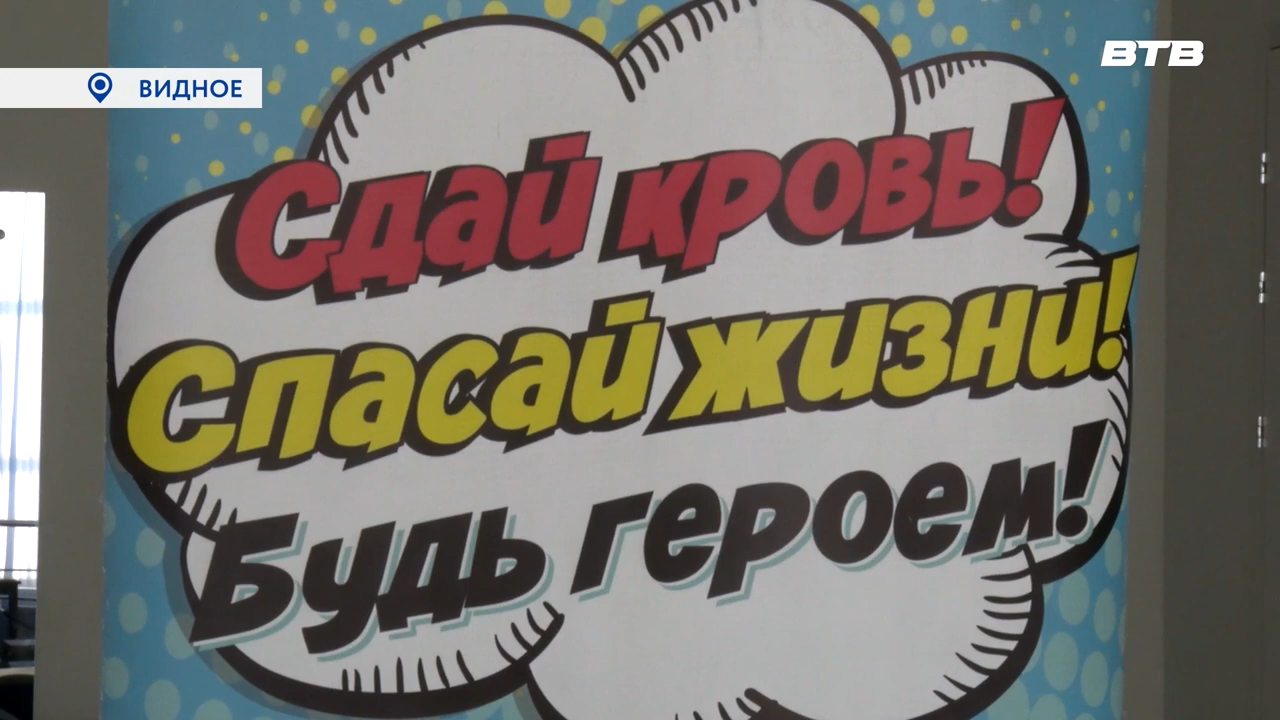 ВИДНОЕ
ВТВ
Сдай кровь!
Спасай жизни!
Будь героем!